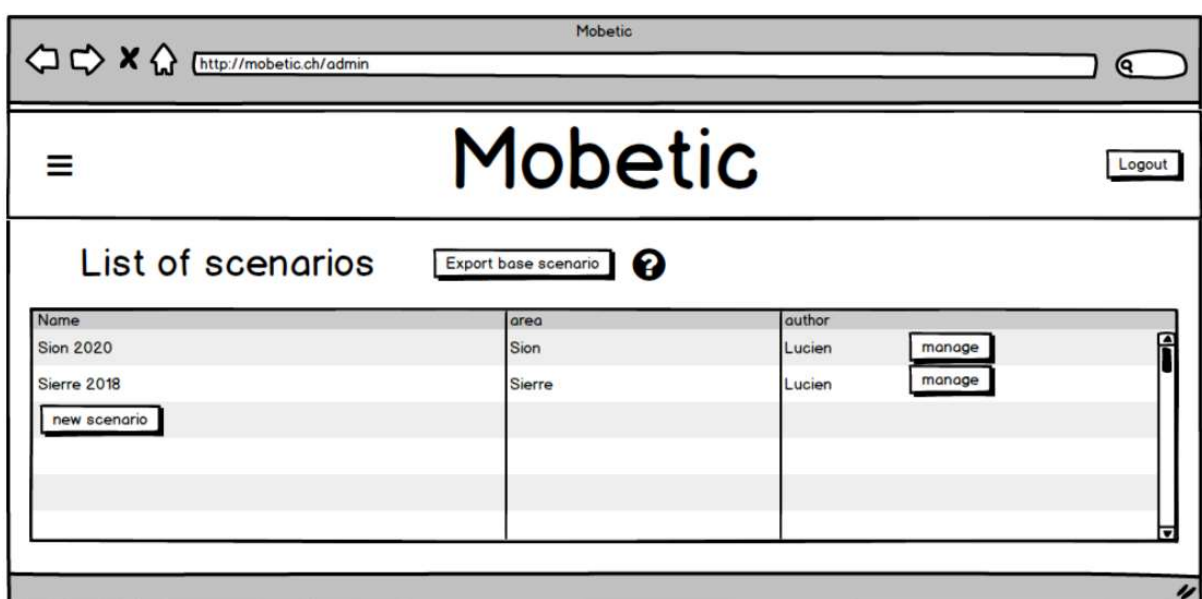 Mobetic
http://mobetic.ch/admin
Mobetic
Logout
List of scenarios Export base scenario ?
Name area author
Sion 2020 Sion Lucien manage
Sierre 2018 Sierre Lucien manage
new scenario